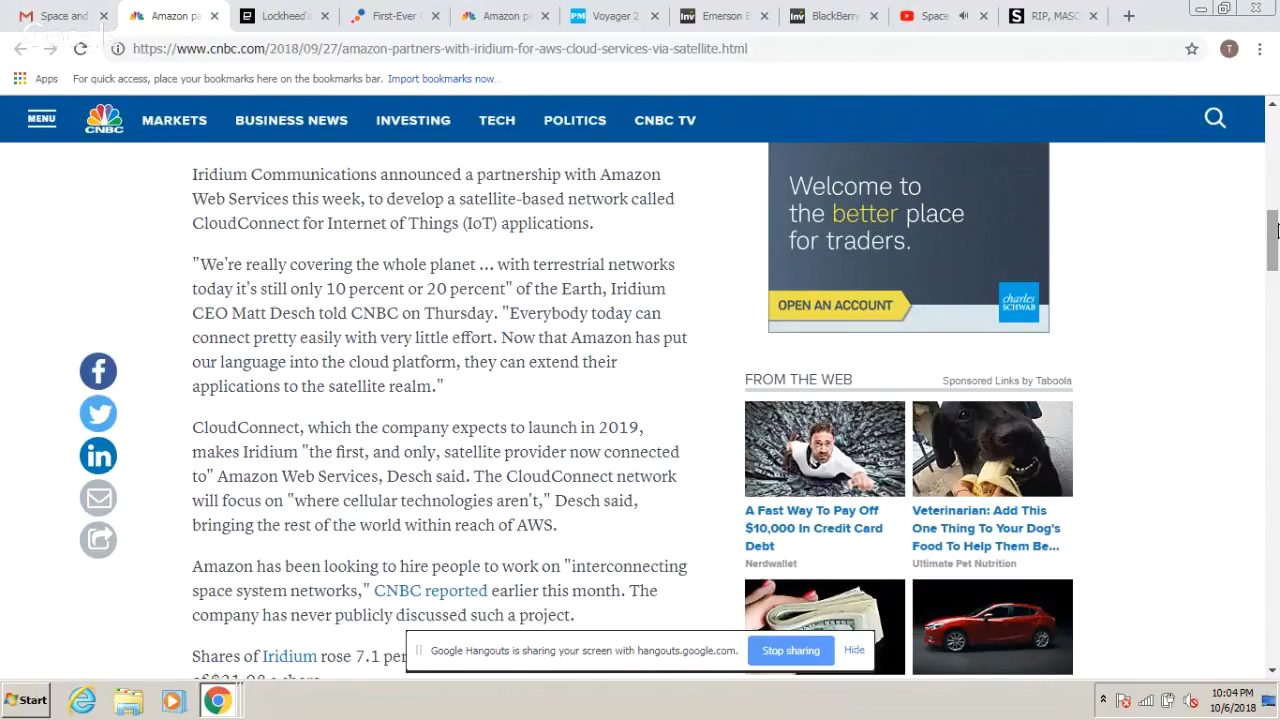 Space and
Amazon pa
Lockheed'
First-Ever
Amazon pa
Voyager 2
Emerson E
BlackBerry
Space
RIP, MASC
https://www.cnbc.com/2018/09/27/amazon-partners-with-iridium-for-aws-cloud-services-via-satellite.html
T
Apps
For quick access, place your bookmarks here on the bookmarks bar. Import bookmarks now...
MENU
CNBC
MARKETS
BUSINESS NEWS
INVESTING
TECH
POLITICS
CNBC TV
Iridium Communications announced a partnership with Amazon
Web Services this week, to develop a satellite-based network called
CloudConnect for Internet of Things (IoT) applications.
"We're really covering the whole planet ... with terrestrial networks
today it's still only 10 percent or 20 percent" of the Earth, Iridium
CEO Matt Desch told CNBC on Thursday. "Everybody today can
connect pretty easily with very little effort. Now that Amazon has put
our language into the cloud platform, they can extend their
applications to the satellite realm."
CloudConnect, which the company expects to launch in 2019,
makes Iridium "the first, and only, satellite provider now connected
to" Amazon Web Services, Desch said. The CloudConnect network
will focus on "where cellular technologies aren't," Desch said,
bringing the rest of the world within reach of AWS.
Amazon has been looking to hire people to work on "interconnecting
space system networks," CNBC reported earlier this month. The
company has never publicly discussed such a project.
Shares of Iridium rose 7.1 per
Welcome to
the better place
for traders.
OPEN AN ACCOUNT
charles
SCHWAB
FROM THE WEB
Sponsored Links by Taboola
A Fast Way To Pay Off
$10,000 In Credit Card
Debt
Nerdwallet
Veterinarian: Add This
One Thing To Your Dog's
Food To Help Them Be...
Ultimate Pet Nutrition
Google Hangouts is sharing your screen with hangouts.google.com.
Stop sharing
Hide
Start
10:04 PM
10/6/2018